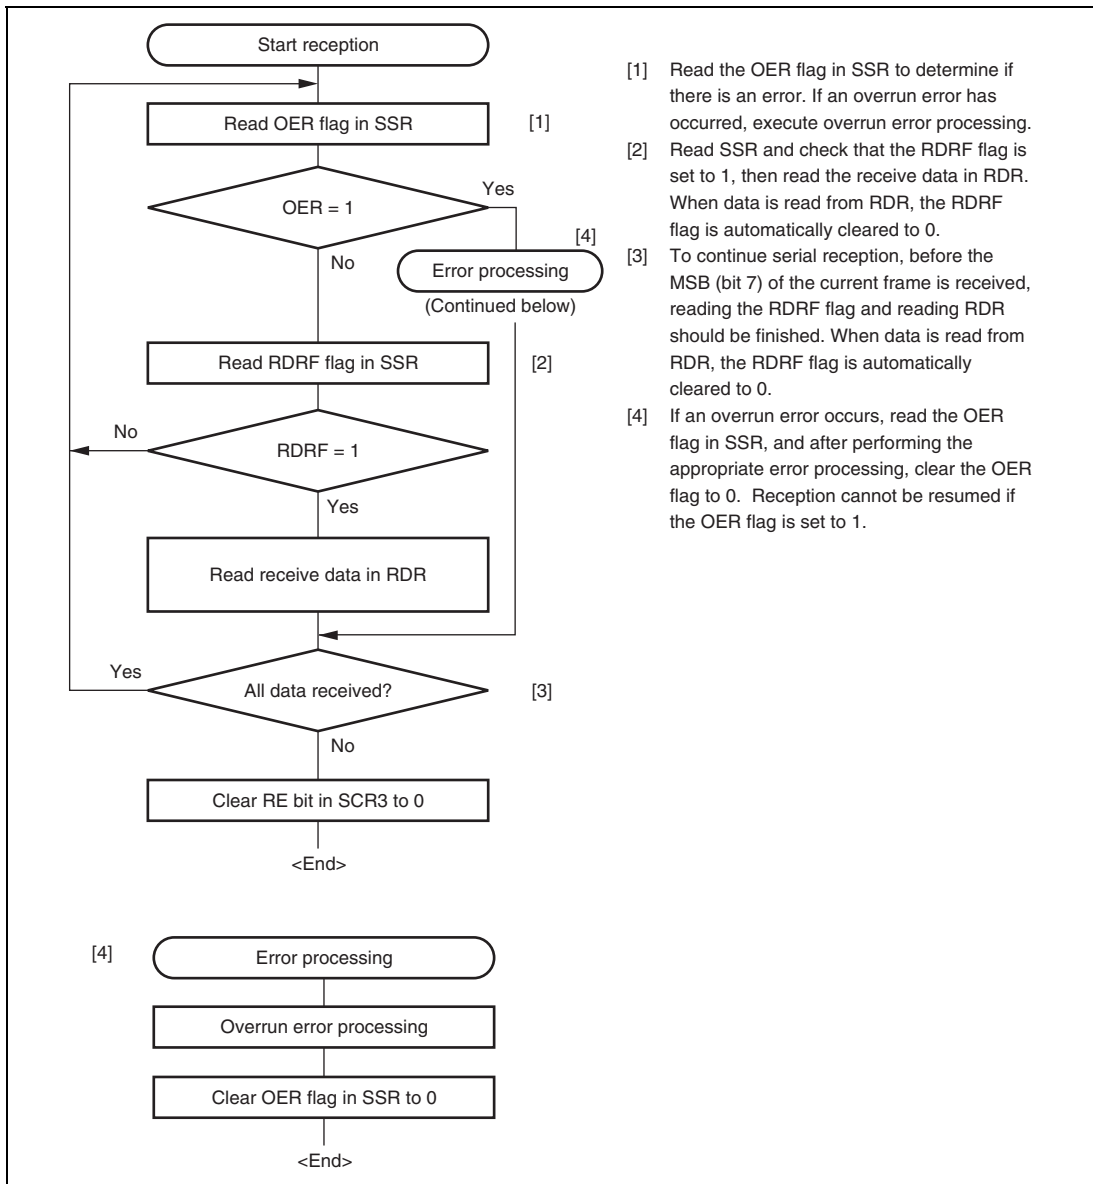 Start reception
Read OER flag in SSR
[1]
OER = 1
Yes
No
[4]
Error processing
(Continued below)
Read RDRF flag in SSR
[2]
No
RDRF = 1
Yes
Read receive data in RDR
Yes
All data received?
[3]
No
Clear RE bit in SCR3 to 0
<End>
[4]
Error processing
Overrun error processing
Clear OER flag in SSR to 0
<End>
[1] Read the OER flag in SSR to determine if
there is an error. If an overrun error has
occurred, execute overrun error processing.
[2] Read SSR and check that the RDRF flag is
set to 1, then read the receive data in RDR.
When data is read from RDR, the RDRF
flag is automatically cleared to 0.
[3] To continue serial reception, before the
MSB (bit 7) of the current frame is received,
reading the RDRF flag and reading RDR
should be finished. When data is read from
RDR, the RDRF flag is automatically
cleared to 0.
[4] If an overrun error occurs, read the OER
flag in SSR, and after performing the
appropriate error processing, clear the OER
flag to 0. Reception cannot be resumed if
the OER flag is set to 1.